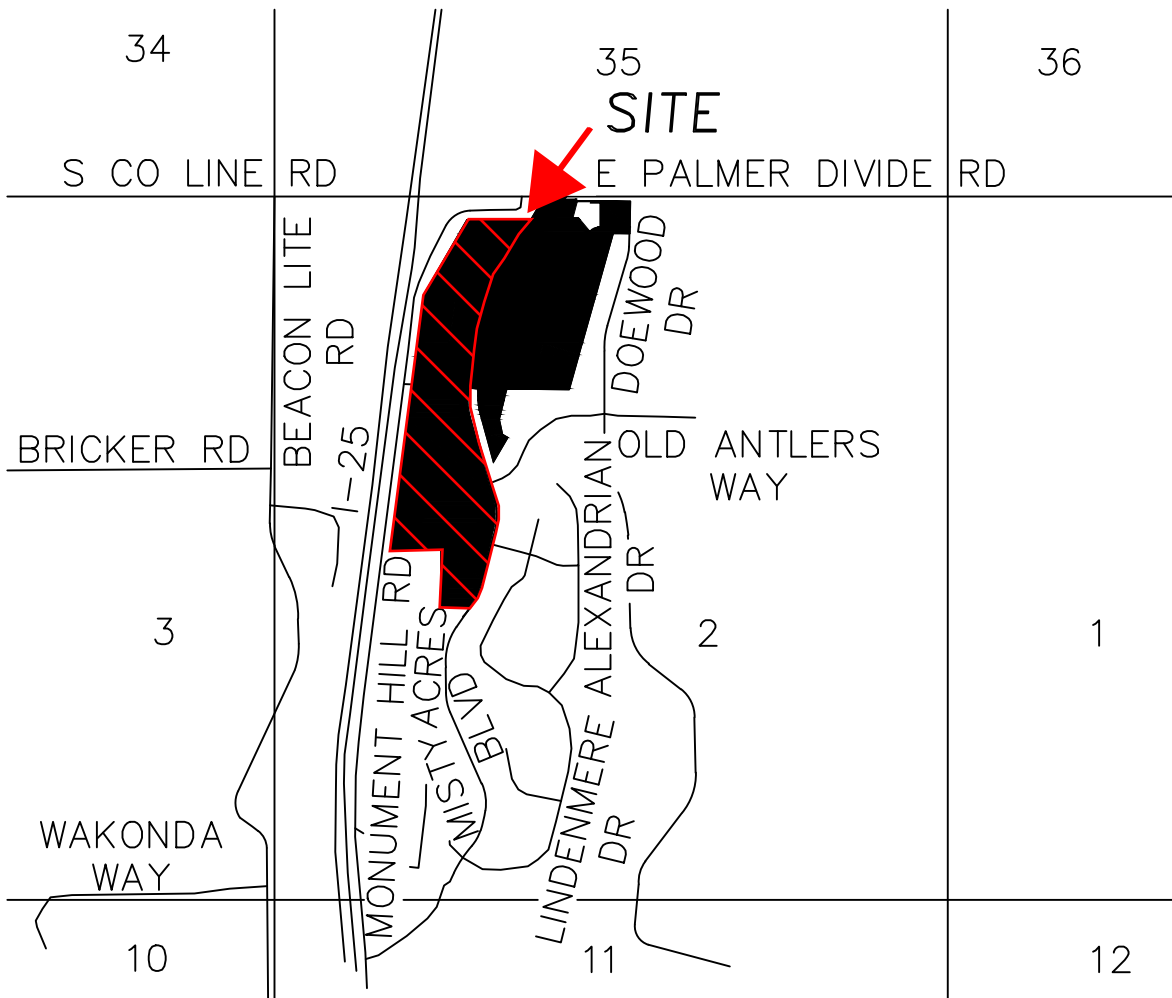 34
35
36
SITE
S CO LINE RD
E PALMER DIVIDE RD
BEACON LITE
RD
DOEWOOD
DR
BRICKER RD
I-25
OLD ANTLERS
WAY
ALEXANDRIAN
DR
3
2
1
MONUMENT HILL RD
MISTY ACRES
BLVD
LINDENMERE
DR
WAKONDA
WAY
10
11
12